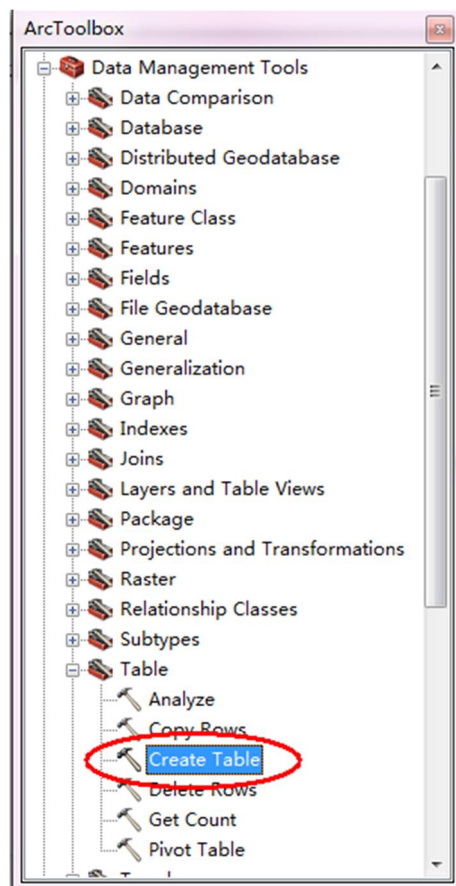 ArcToolbox
Data Management Tools
Data Comparison
Database
Distributed Geodatabase
Domains
Feature Class
Features
Fields
File Geodatabase
General
Generalization
Graph
Indexes
Joins
Layers and Table Views
Package
Projections and Transformations
Raster
Relationship Classes
Subtypes
Table
Analyze
Copy Rows
Create Table
Delete Rows
Get Count
Pivot Table